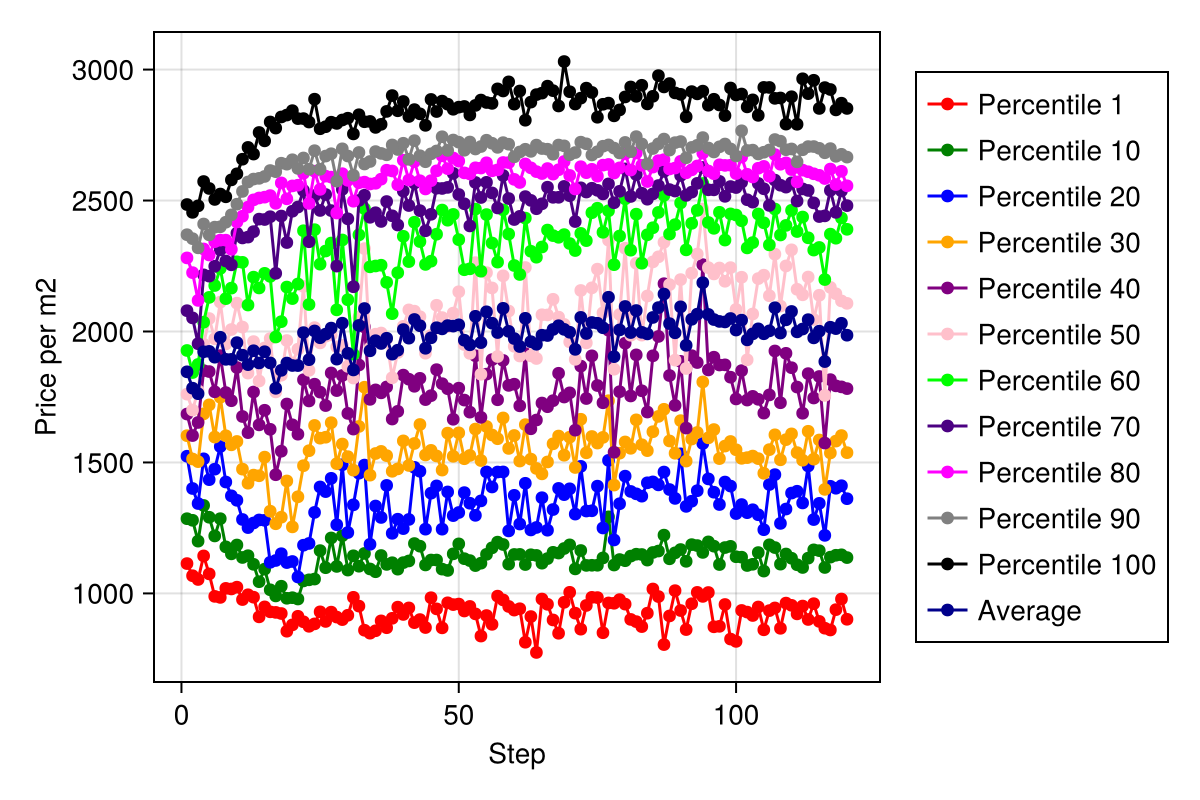 3000
2500
2000
1500
1000
Price per m2
0
50
100
Step
Percentile 1
Percentile 10
Percentile 20
Percentile 30
Percentile 40
Percentile 50
Percentile 60
Percentile 70
Percentile 80
Percentile 90
Percentile 100
Average